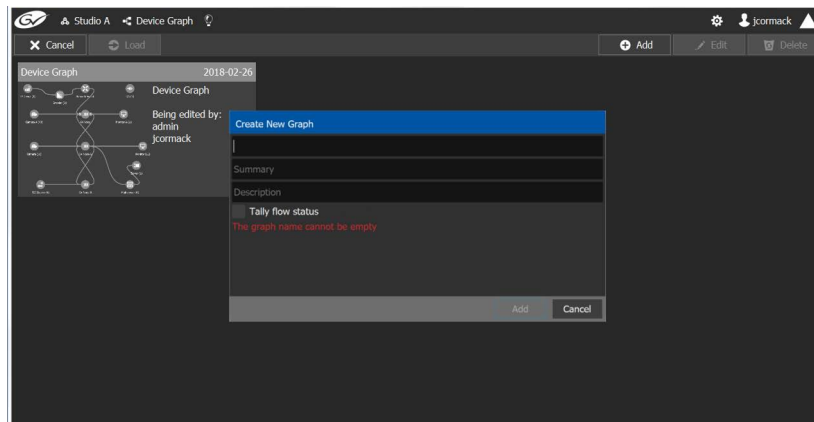 Studio A Device Graph
jcormack
Cancel
Load
Add
Edit
Delete
Device Graph 2018-02-26
Device Graph
Being edited by:
admin
jcormack
Create New Graph
Summary
Description
Tally flow status
The graph name cannot be empty
Add
Cancel